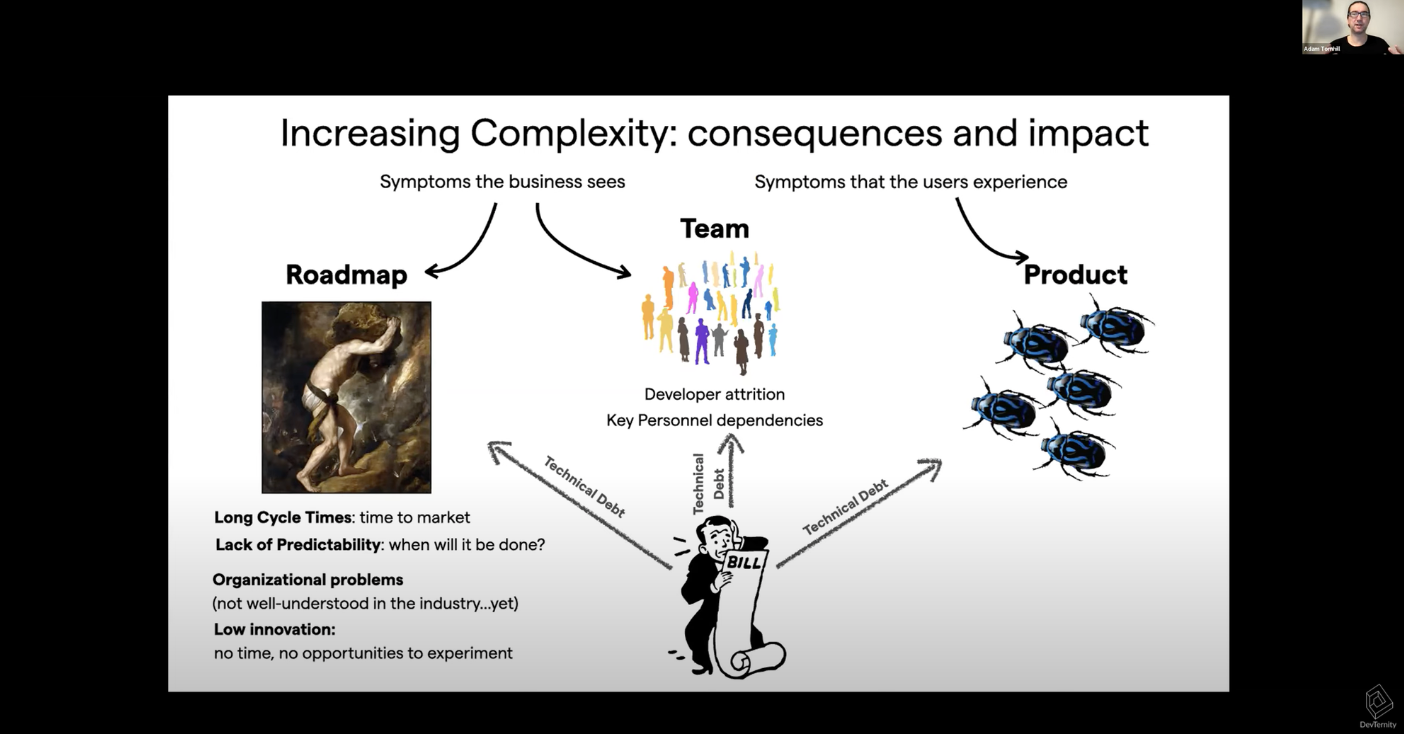 Adam Tornhill
Increasing Complexity: consequences and impact
Symptoms the business sees
Symptoms that the users experience
Team
Roadmap
Product
Developer attrition
Key Personnel dependencies
Technical Debt
Technical
Debt
Technical Debt
BILL
Long Cycle Times: time to market
Lack of Predictability: when will it be done?
Organizational problems
(not well-understood in the industry...yet)
Low innovation:
no time, no opportunities to experiment
DevTernity